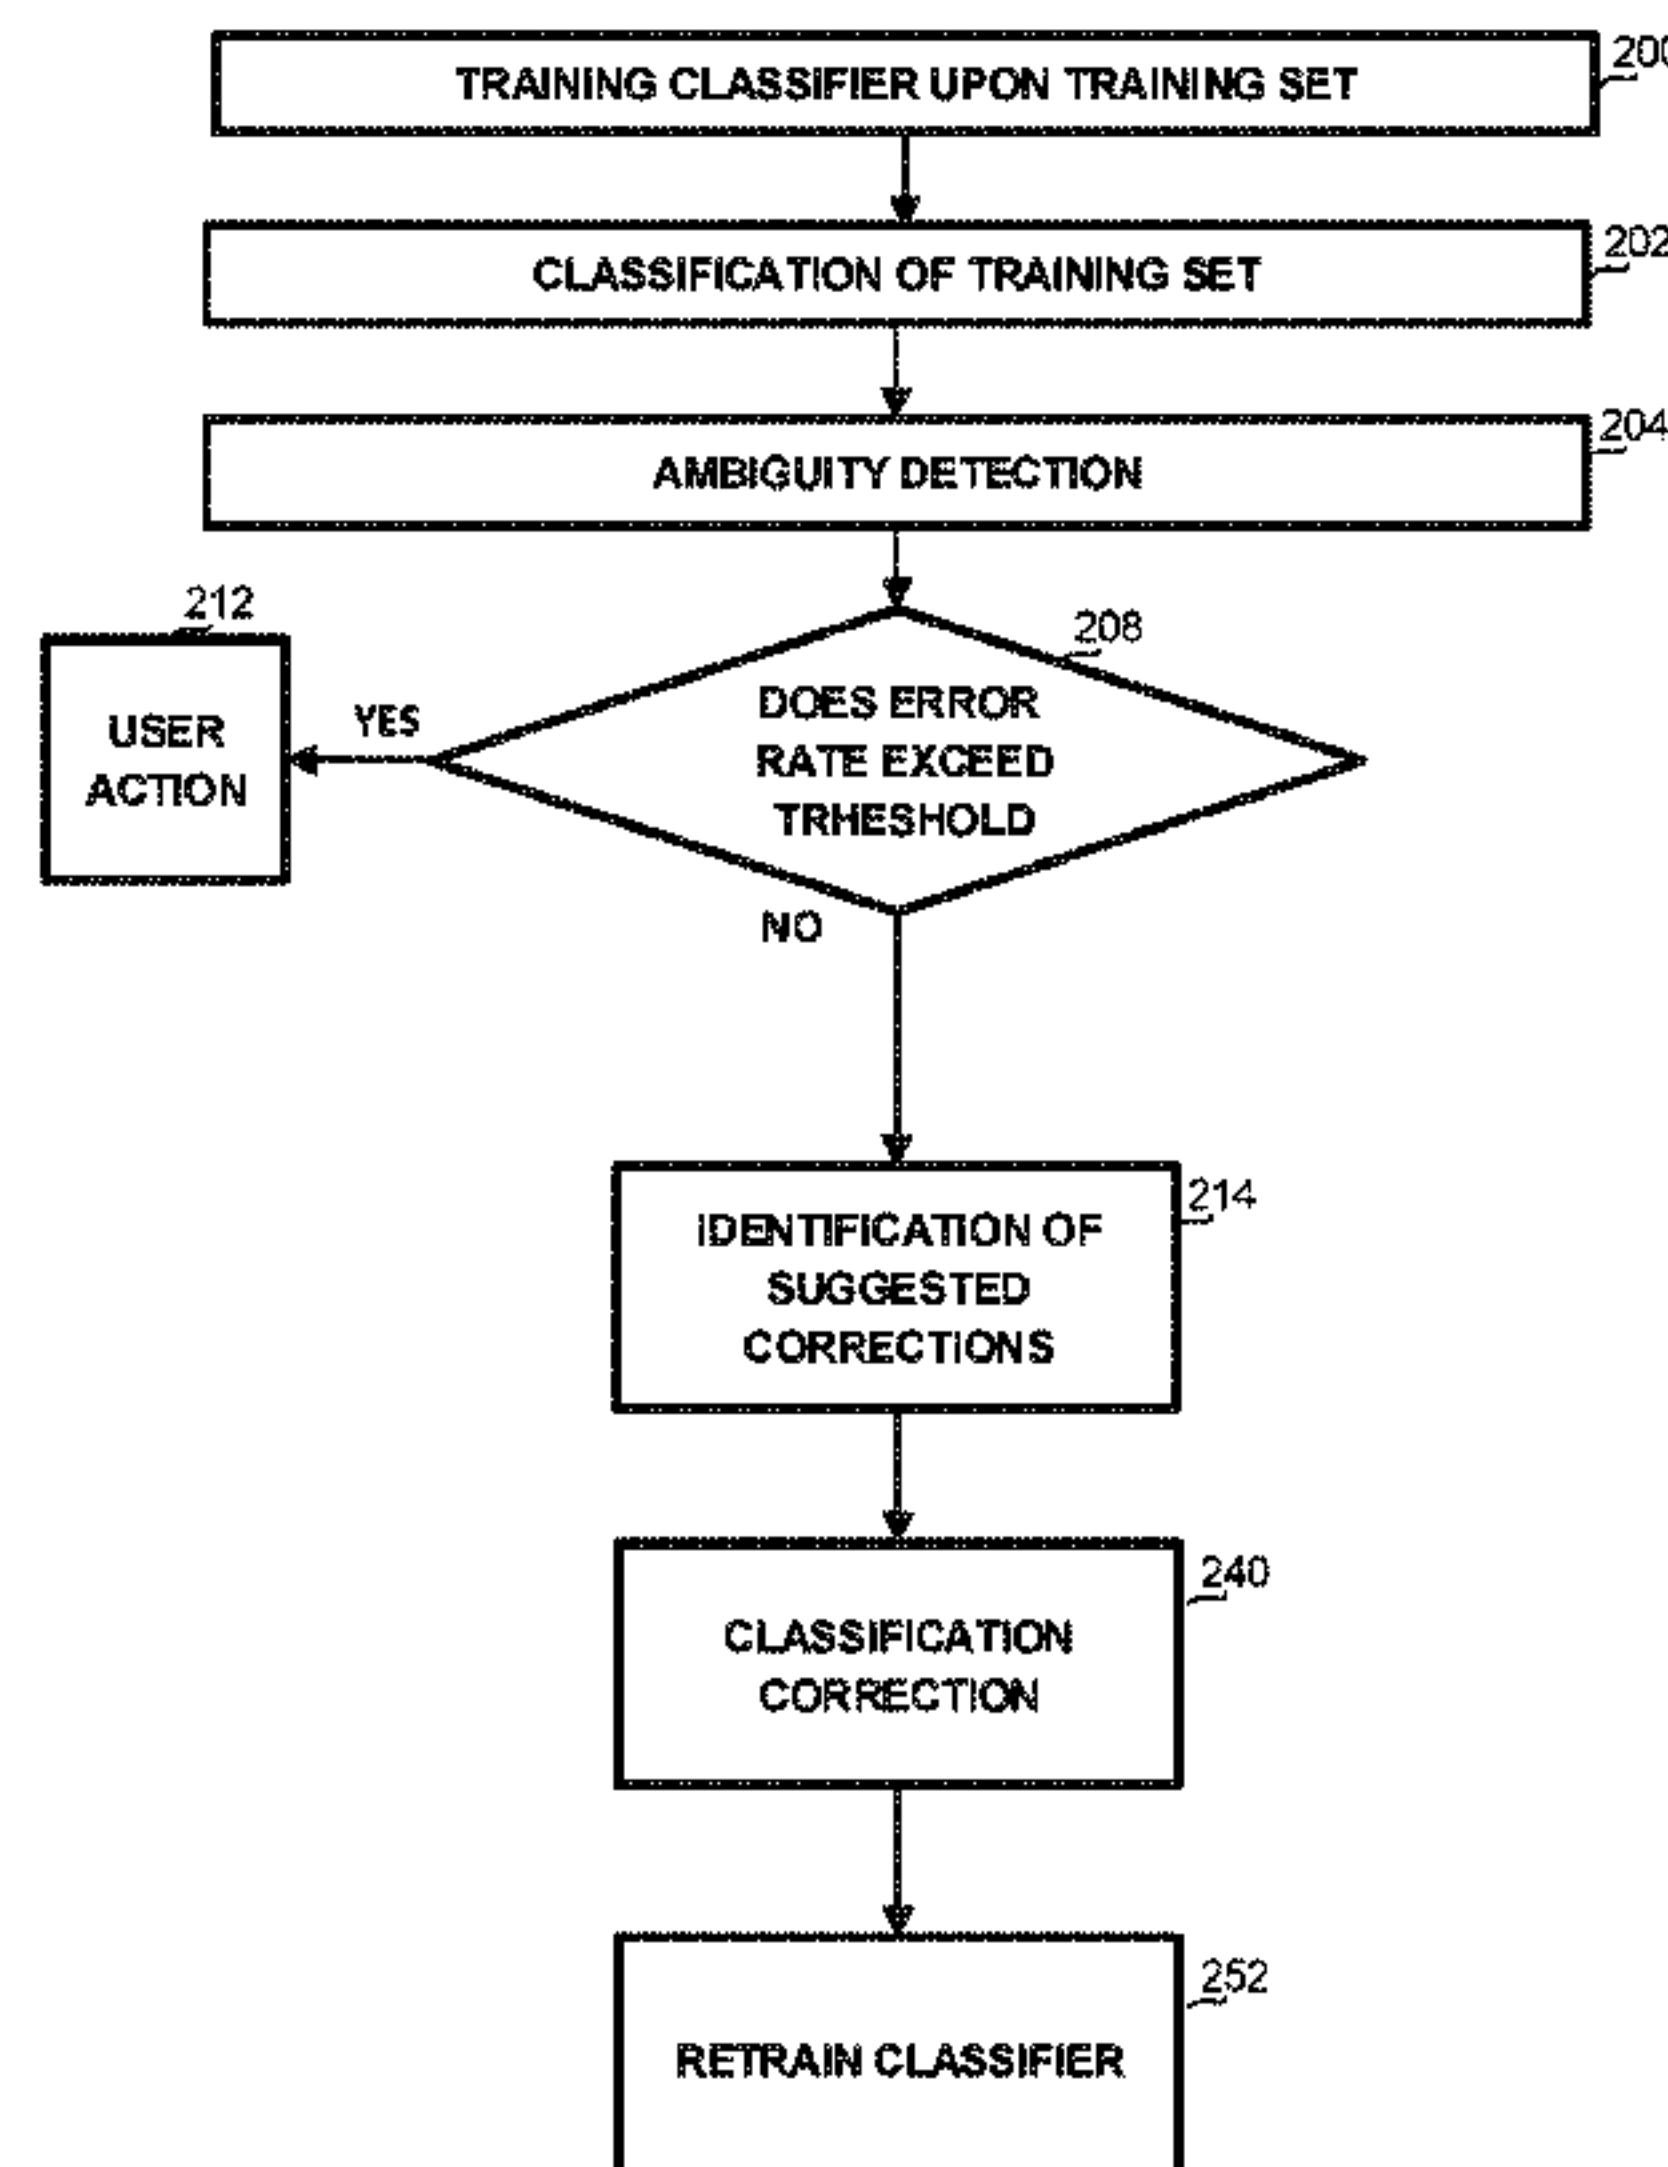 TRAINING CLASSIFIER UPON TRAINING SET
200
CLASSIFICATION OF TRAINING SET
202
AMBIGUITY DETECTION
204
212
USER
ACTION
YES
208
DOES ERROR
RATE EXCEED
TRHESHOLD
NO
IDENTIFICATION OF
SUGGESTED
CORRECTIONS
214
CLASSIFICATION
CORRECTION
240
RETRAIN CLASSIFIER
252